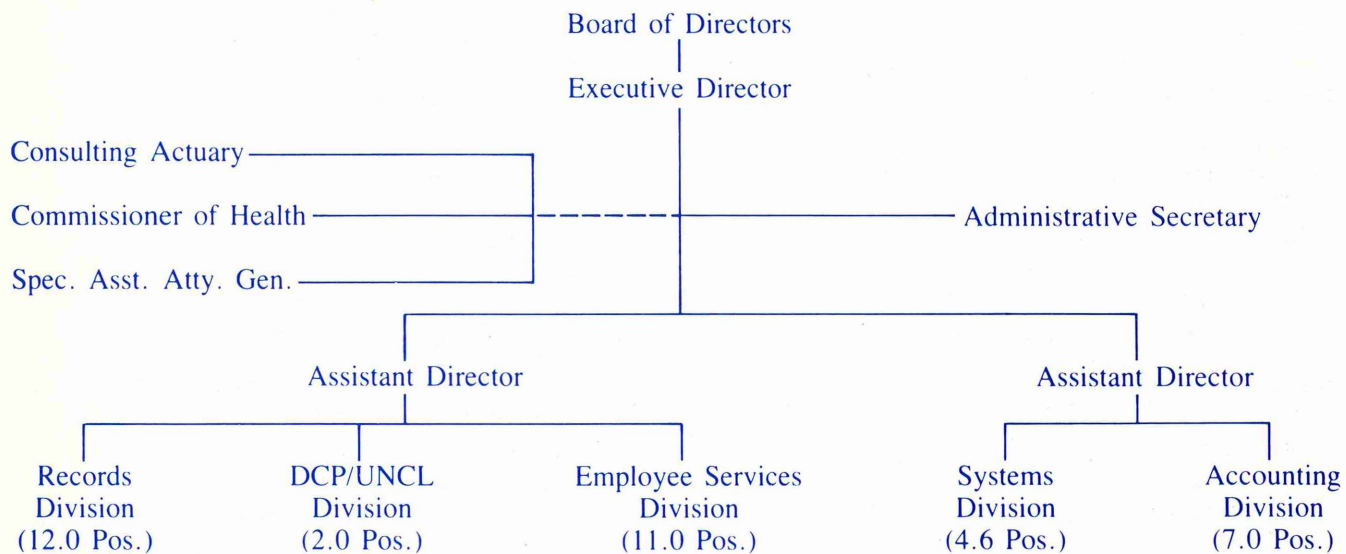 Board of Directors
Executive Director
Consulting Actuary
Commissioner of Health
Administrative Secretary
Spec. Asst. Atty. Gen.
Assistant Director
Assistant Director
Records
Division
(12.0 Pos.)
DCP/UNCL
Division
(2.0 Pos.)
Employee Services
Division
(11.0 Pos.)
Systems
Division
(4.6 Pos.)
Accounting
Division
(7.0 Pos.)